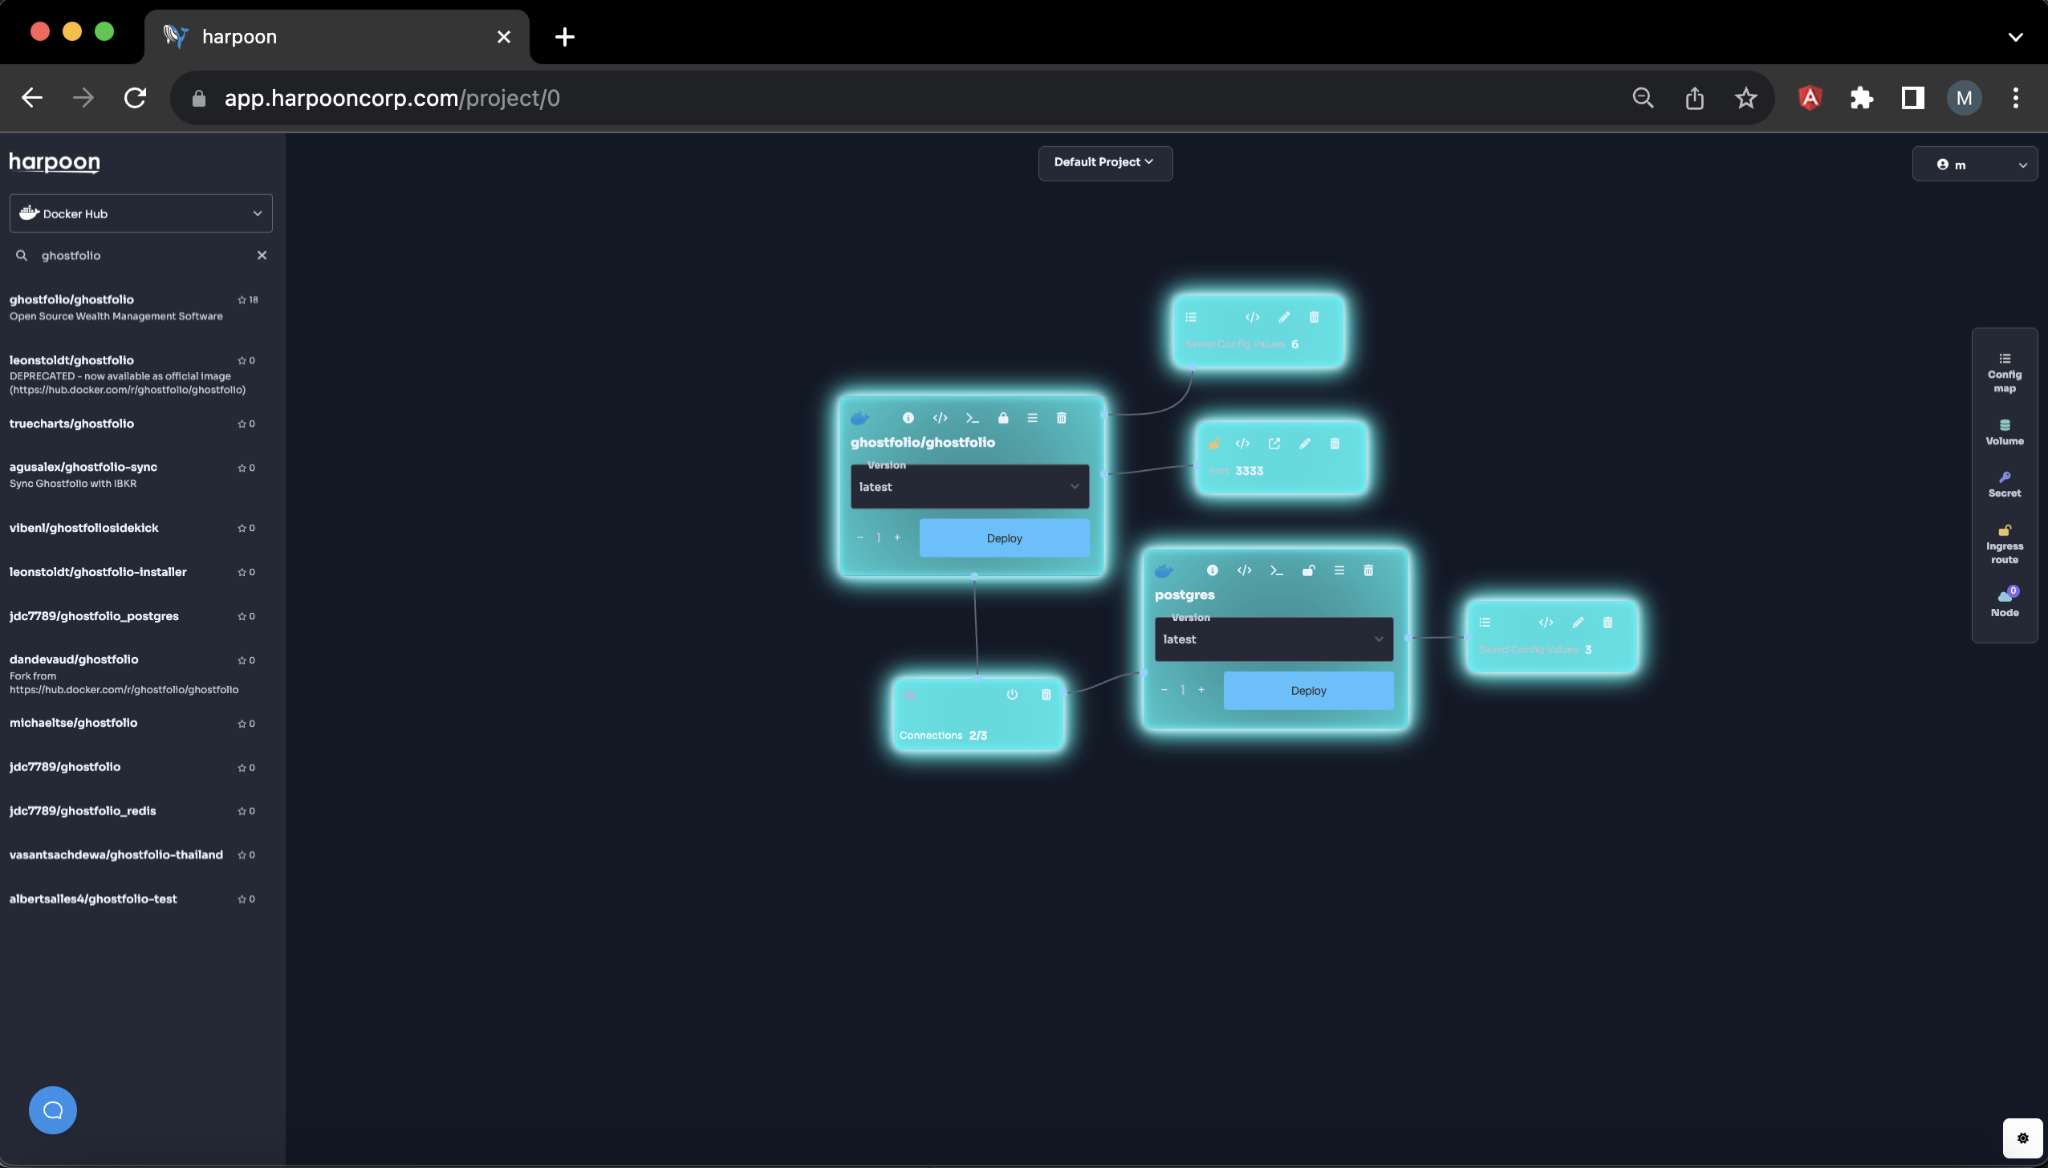 harpoon
app.harpooncorp.com/project/0
M
harpoon
Default Project
m
Docker Hub
ghostfolio
ghostfolio/ghostfolio 18
Open Source Wealth Management Software
leonstoldt/ghostfolio 0
DEPRECATED - now available as official image
(https://hub.docker.com/r/ghostfolio/ghostfolio)
truecharts/ghostfolio 0
agusalex/ghostfolio-sync 0
Sync Ghostfolio with IBKR
vibenl/ghostfoliosidekick 0
leonstoldt/ghostfolio-installer 0
jdc7789/ghostfolio_postgres 0
dandevaud/ghostfolio 0
Fork from
https://hub.docker.com/r/ghostfolio/ghostfolio
michaeltse/ghostfolio 0
jdc7789/ghostfolio 0
jdc7789/ghostfolio_redis 0
vasantsachdewa/ghostfolio-thailand 0
albertsalles4/ghostfolio-test 0
Saved Config Values 6
ghostfolio/ghostfolio
Version
latest
- 1 +
Deploy
Port 3333
postgres
Version
latest
- 1 +
Deploy
Saved Config Values 3
Connections 2/3
Config
map
Volume
Secret
Ingress
route
0
Node